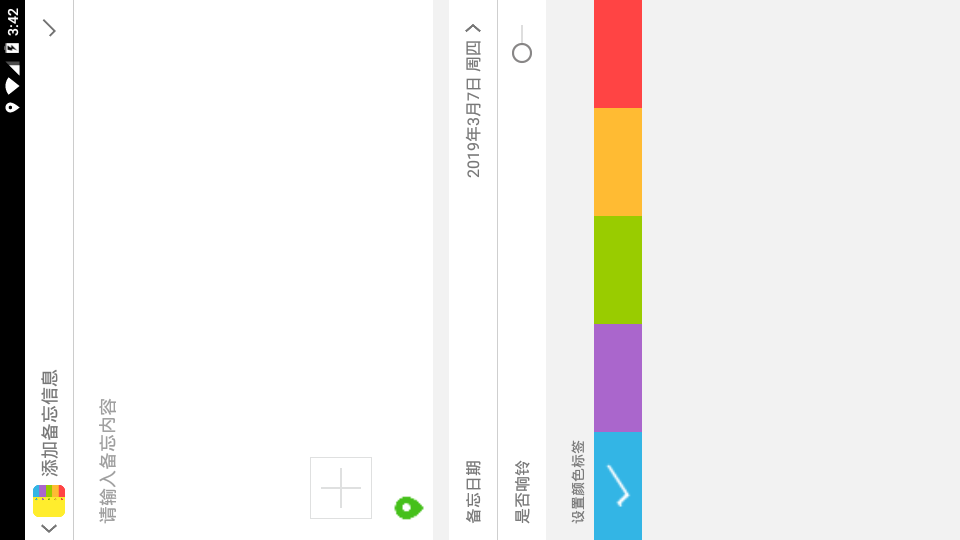 3:42
添加备忘信息
请输入备忘内容
备忘日期 2019年3月7日 周四
是否响铃
设置颜色标签